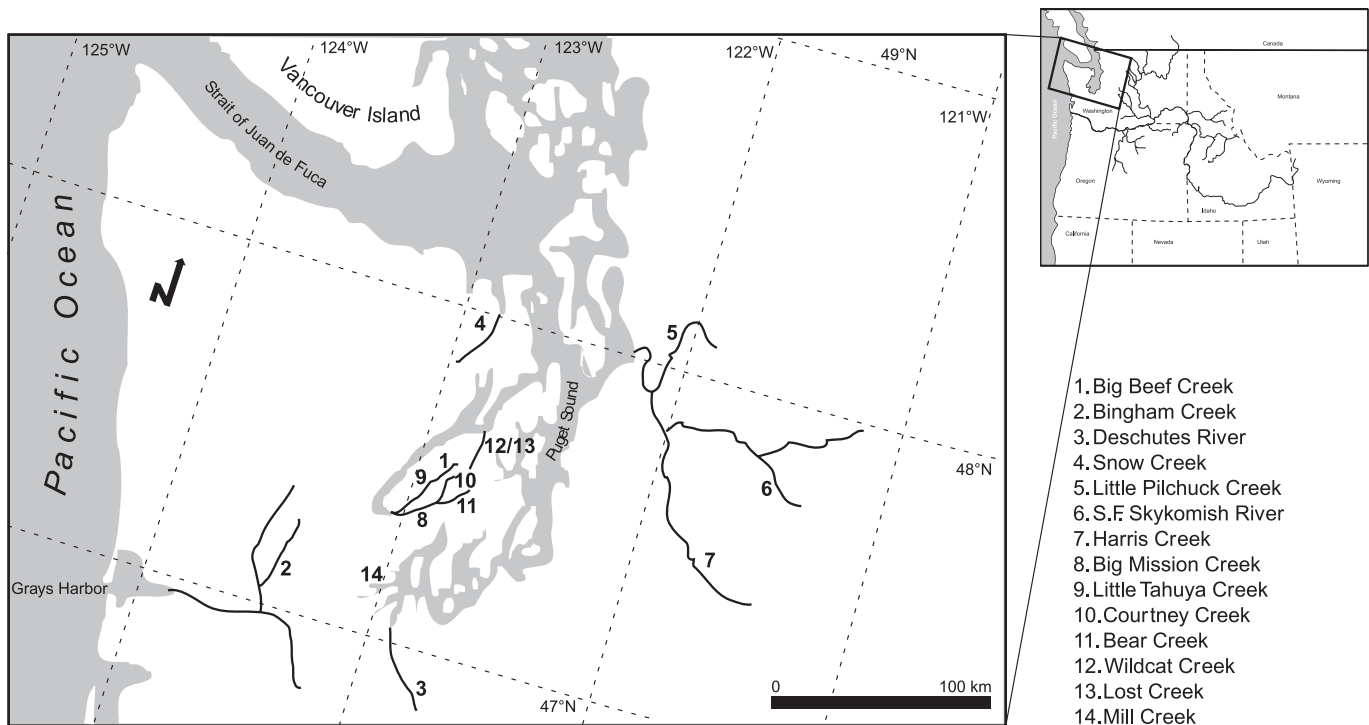 125°W
124°W
123°W
122°W
49°N
121°W
Vancouver Island
Strait of Juan de Fuca
Pacific Ocean
N
4
5
Puget Sound
12/13
1
9
10
11
8
6
48°N
7
2
14
Grays Harbor
3
47°N
0 100 km
Canada
Washington
Montana
Pacific Ocean
Oregon
Idaho
Wyoming
California
Nevada
Utah
1. Big Beef Creek
2. Bingham Creek
3. Deschutes River
4. Snow Creek
5. Little Pilchuck Creek
6. S.F. Skykomish River
7. Harris Creek
8. Big Mission Creek
9. Little Tahuya Creek
10. Courtney Creek
11. Bear Creek
12. Wildcat Creek
13. Lost Creek
14. Mill Creek